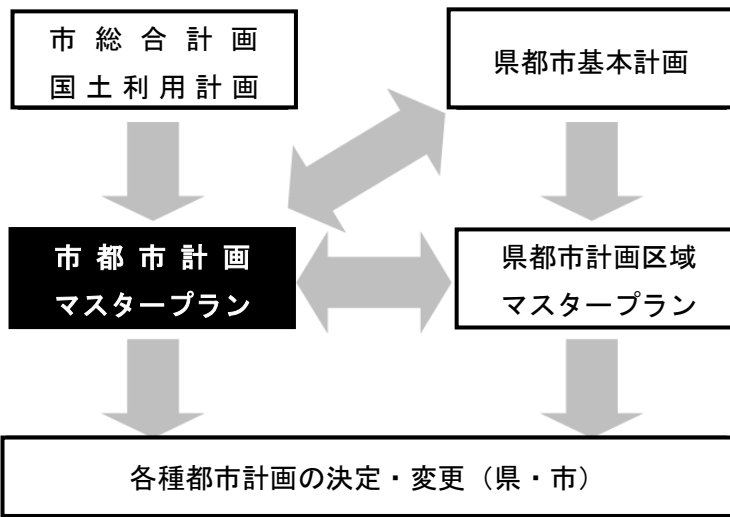 市総合計画
国土利用計画
県都市基本計画
市都市計画
マスタープラン
県都市計画区域
マスタープラン
各種都市計画の決定・変更（県・市）